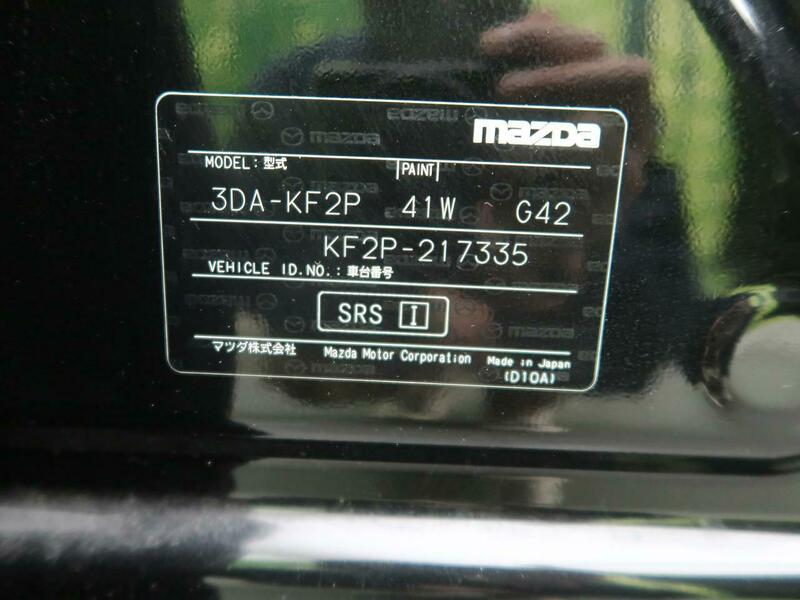 mazda
MODEL:型式 PAINT
3DA-KF2P 41W G42
KF2P-217335
VEHICLE ID.NO.:車台番号
SRS I
マツダ株式会社 Mazda Motor Corporation Made in Japan
(D10A)